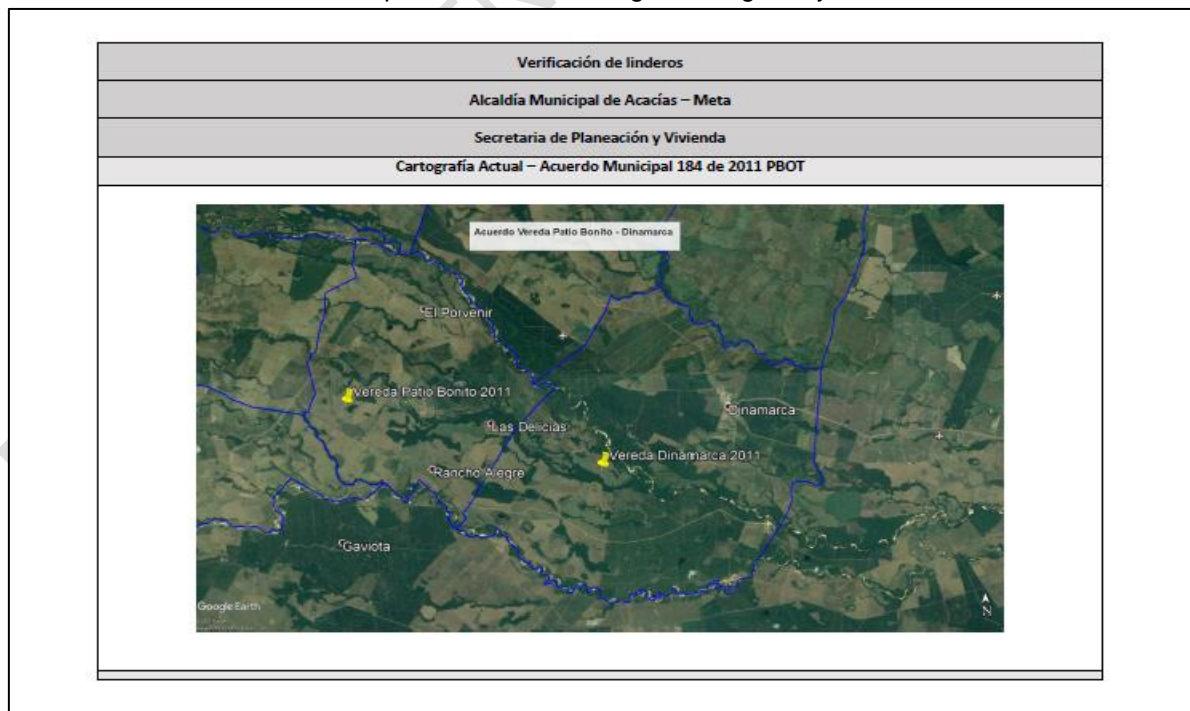 Verificación de linderos
Alcaldía Municipal de Acacías – Meta
Secretaria de Planeación y Vivienda
Cartografía Actual – Acuerdo Municipal 184 de 2011 PBOT
Acuerdo Vereda Patio Bonito - Dinamarca
El Porvenir
Vereda Patio Bonito 2011
Dinamarca
Las Delicias
Vereda Dinamarca 2011
Rancho Alegre
Gaviota
Google Earth
N